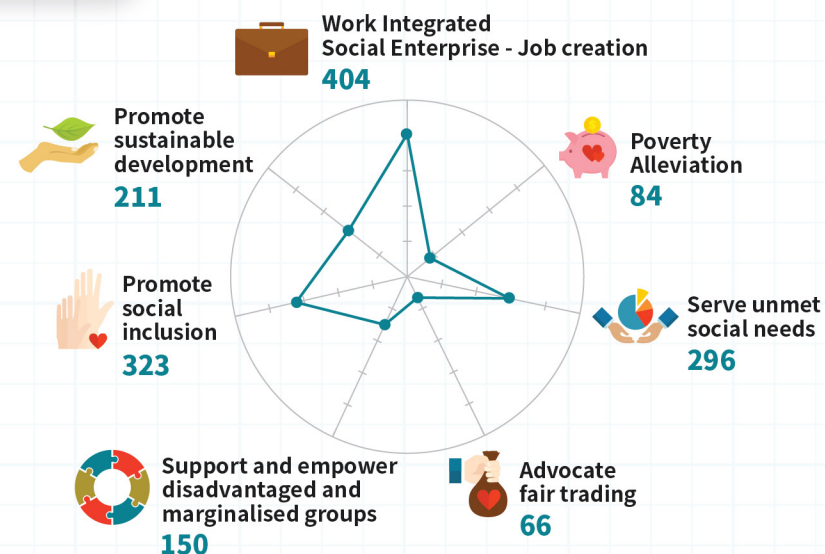 Work Integrated
Social Enterprise - Job creation
404
Promote
sustainable
development
211
Poverty
Alleviation
84
Promote
social
inclusion
323
Serve unmet
social needs
296
Support and empower
disadvantaged and
marginalised groups
150
Advocate
fair trading
66